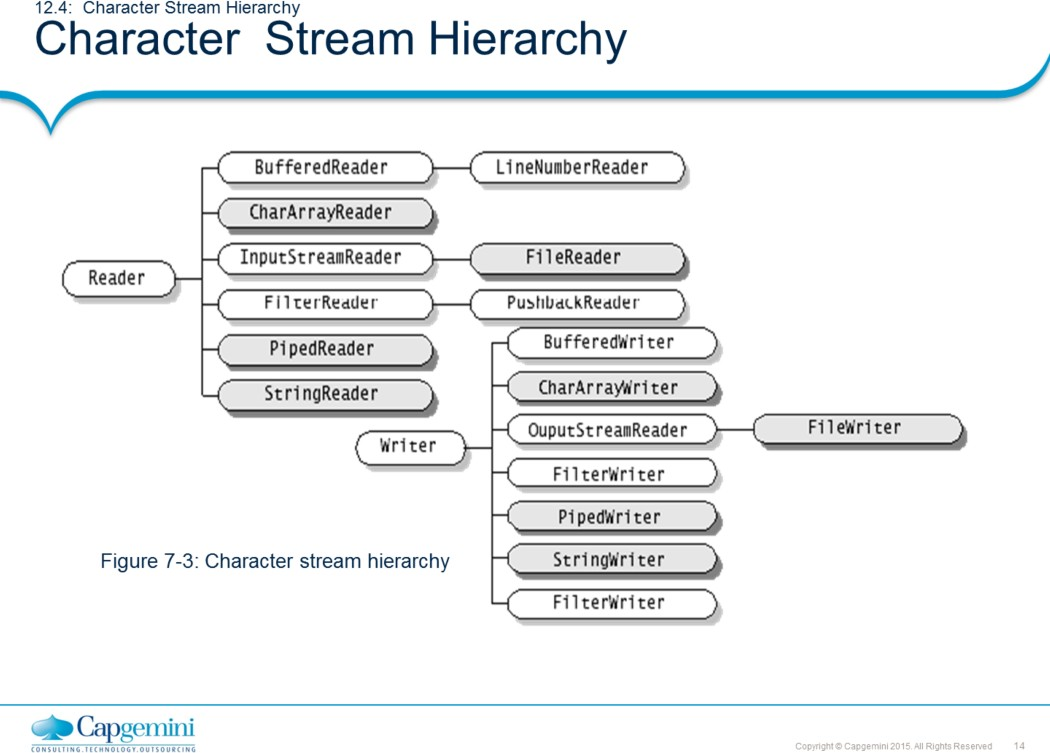 12.4:  Character Stream Hierarchy
Character  Stream Hierarchy
BufferedReader
LineNumberReader
CharArrayReader
InputStreamReader
FileReader
Reader
FilterReader
PushbackReader
PipedReader
StringReader
BufferedWriter
CharArrayWriter
OuputStreamReader
FileWriter
Writer
FilterWriter
PipedWriter
StringWriter
FilterWriter
Figure 7-3: Character stream hierarchy
Capgemini
CONSULTING.TECHNOLOGY.OUTSOURCING
Copyright © Capgemini 2015. All Rights Reserved 14